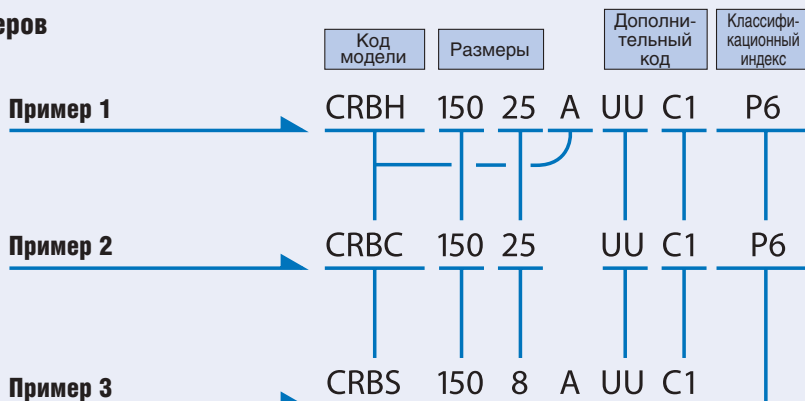 еров
Код
модели
Размеры
Дополни-
тельный
код
Классифи-
кационный
индекс
Пример 1 CRBH 150 25 A UU C1 P6
Пример 2 CRBC 150 25 UU C1 P6
Пример 3 CRBS 150 8 A UU C1